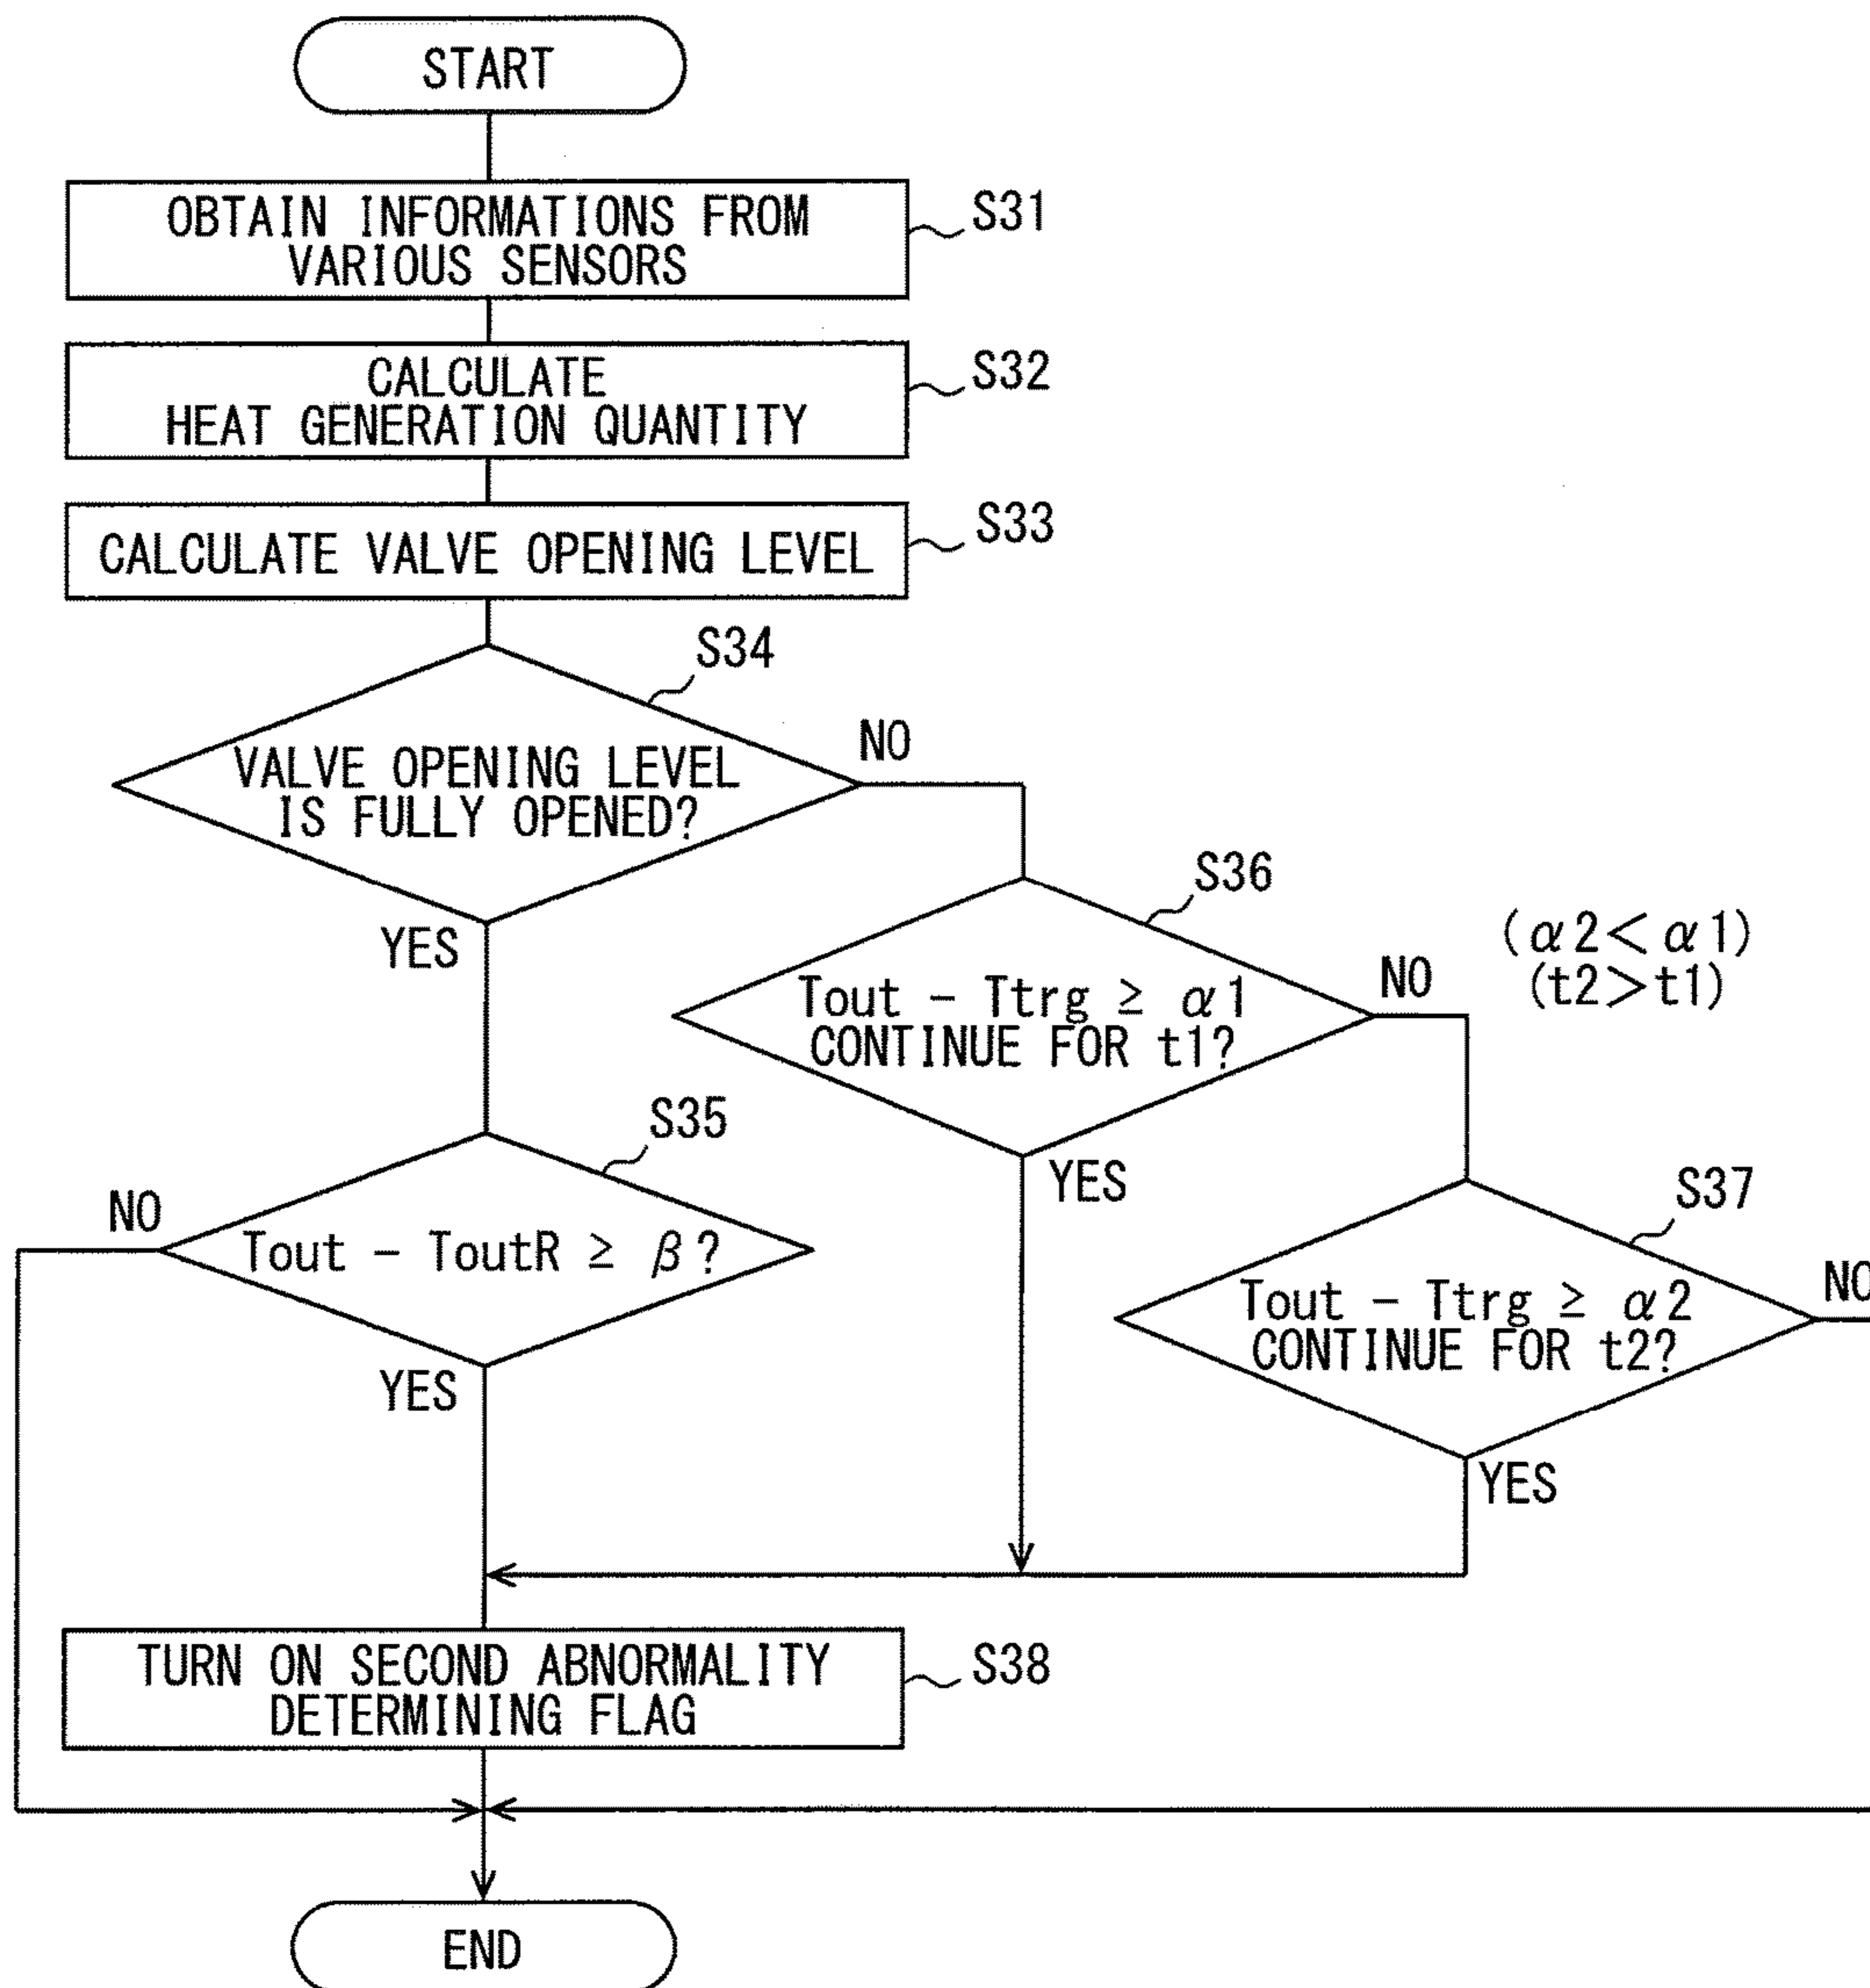 START
OBTAIN INFORMATIONS FROM
VARIOUS SENSORS
S31
CALCULATE
HEAT GENERATION QUANTITY
S32
CALCULATE VALVE OPENING LEVEL
S33
S34
VALVE OPENING LEVEL
IS FULLY OPENED?
NO
YES
S36
Tout - Ttrg ≥ α1
CONTINUE FOR t1?
NO
YES
(α2<α1)
(t2>t1)
S35
Tout - ToutR ≥ β?
NO
YES
S37
Tout - Ttrg ≥ α2
CONTINUE FOR t2?
NO
YES
TURN ON SECOND ABNORMALITY
DETERMINING FLAG
S38
END